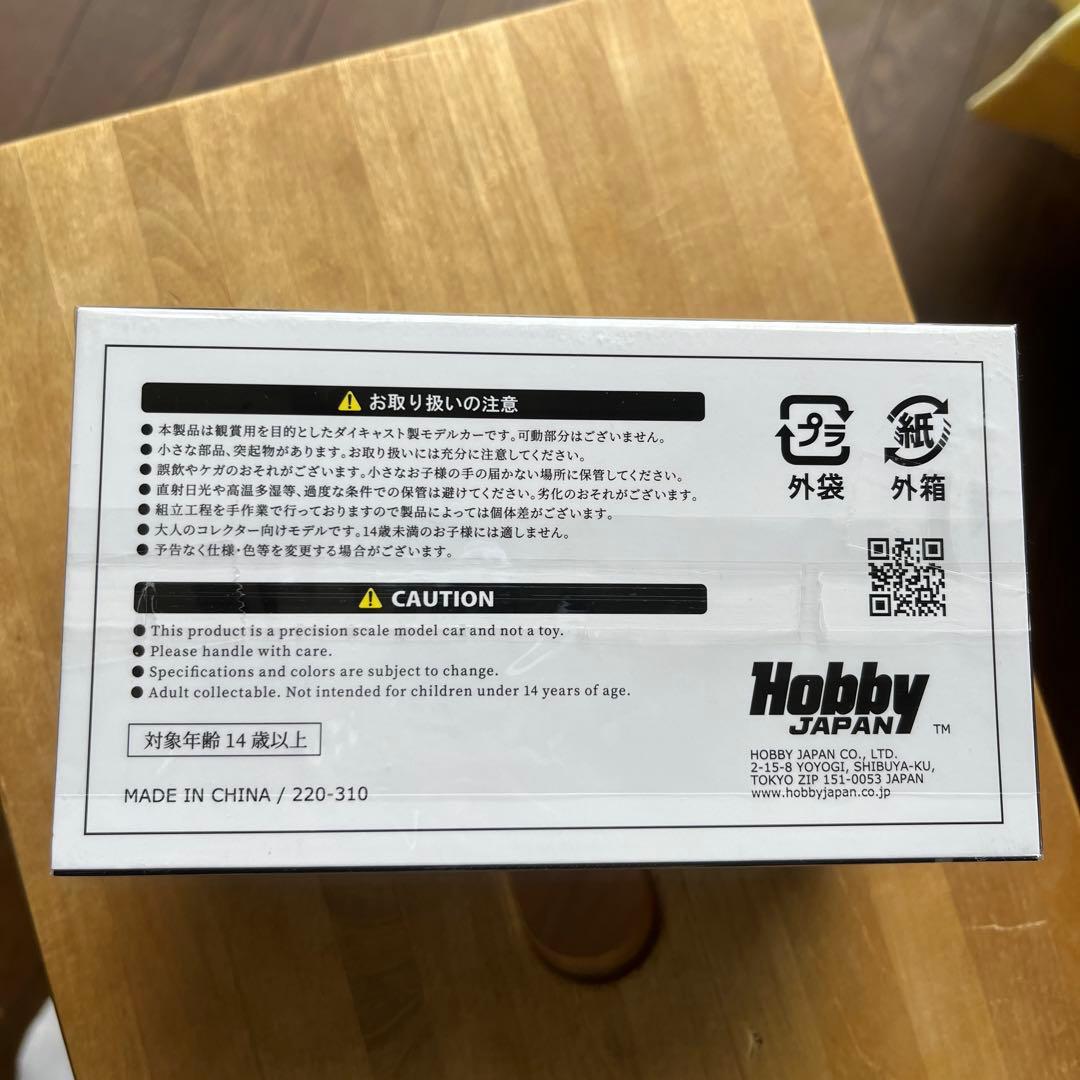 ⚠ お取り扱いの注意
● 本製品は観賞用を目的としたダイキャスト製モデルカーです。可動部分はございません。
● 小さな部品、突起物があります。お取り扱いには充分に注意してください。
● 誤飲やケガのおそれがございます。小さなお子様の手の届かない場所に保管してください。
● 直射日光や高温多湿等、過度な条件での保管は避けてください。劣化のおそれがございます。
● 組立工程を手作業で行っておりますので製品によっては個体差がございます。
● 大人のコレクター向けモデルです。14歳未満のお子様には適しません。
● 予告なく仕様・色等を変更する場合がございます。
⚠ CAUTION
● This product is a precision scale model car and not a toy.
● Please handle with care.
● Specifications and colors are subject to change.
● Adult collectable. Not intended for children under 14 years of age.
対象年齢 14 歳以上
MADE IN CHINA / 220-310
プラ
外袋
紙
外箱
Hobby
JAPAN TM
HOBBY JAPAN CO., LTD.
2-15-8 YOYOGI, SHIBUYA-KU,
TOKYO ZIP 151-0053 JAPAN
www.hobbyjapan.co.jp